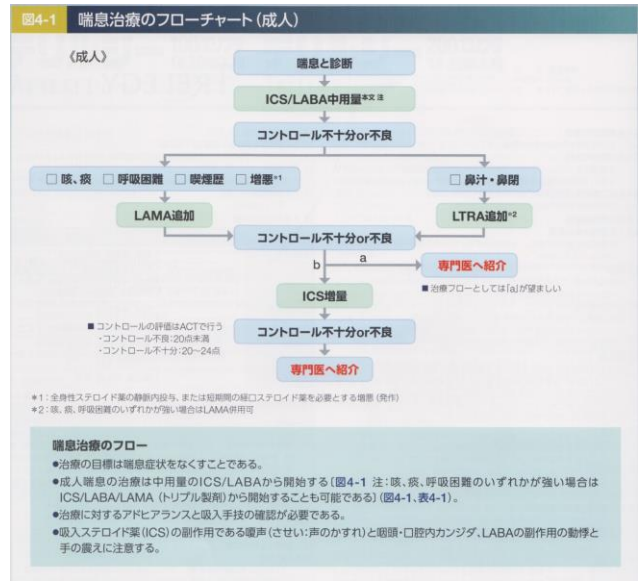 図4-1 喘息治療のフローチャート(成人)
《成人》
喘息と診断
ICS/LABA中用量*本文 注
コントロール不十分or不良
□ 咳、痰 □ 呼吸困難 □ 喫煙歴 □ 増悪*1
□ 鼻汁・鼻閉
LAMA追加
LTRA追加*2
コントロール不十分or不良
b
a
専門医へ紹介
■ 治療フローとしては「a」が望ましい
ICS増量
■ コントロールの評価はACTで行う
・コントロール不良:20点未満
・コントロール不十分:20〜24点
コントロール不十分or不良
専門医へ紹介
*1:全身性ステロイド薬の静脈内投与、または短期間の経口ステロイド薬を必要とする増悪(発作)
*2:咳、痰、呼吸困難のいずれかが強い場合はLAMA併用可
喘息治療のフロー
●治療の目標は喘息症状をなくすことである。
●成人喘息の治療は中用量のICS/LABAから開始する〔図4-1 注:咳、痰、呼吸困難のいずれかが強い場合は
ICS/LABA/LAMA(トリプル製剤)から開始することも可能である〕(図4-1、表4-1)。
●治療に対するアドヒアランスと吸入手技の確認が必要である。
●吸入ステロイド薬(ICS)の副作用である嗄声(させい:声のかすれ)と咽頭・口腔内カンジダ、LABAの副作用の動悸と
手の震えに注意する。